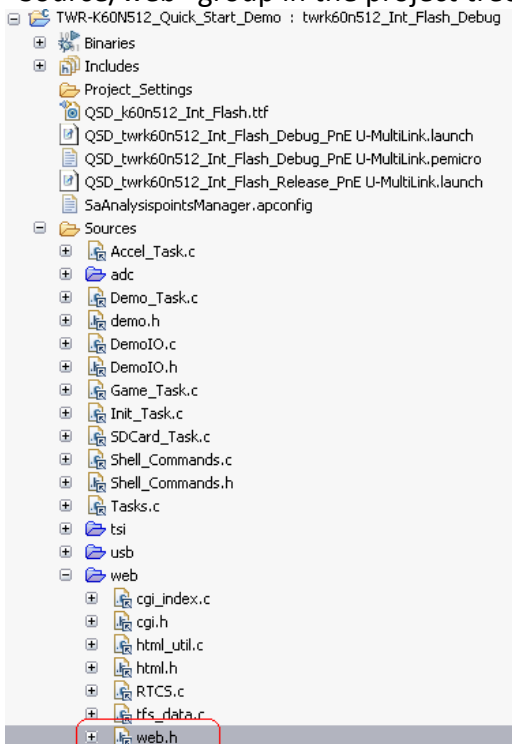 Source/web" group in the project tree
TWR-K60N512_Quick_Start_Demo : twrk60n512_Int_Flash_Debug
Binaries
Includes
Project_Settings
QSD_k60n512_Int_Flash.ttf
QSD_twrk60n512_Int_Flash_Debug_PnE U-MultiLink.launch
QSD_twrk60n512_Int_Flash_Debug_PnE U-MultiLink.pemicro
QSD_twrk60n512_Int_Flash_Release_PnE U-MultiLink.launch
SaAnalysispointsManager.apconfig
Sources
Accel_Task.c
adc
Demo_Task.c
demo.h
DemoIO.c
DemoIO.h
Game_Task.c
Init_Task.c
SDCard_Task.c
Shell_Commands.c
Shell_Commands.h
Tasks.c
tsi
usb
web
cgi_index.c
cgi.h
html_util.c
html.h
RTCS.c
tfs_data.c
web.h